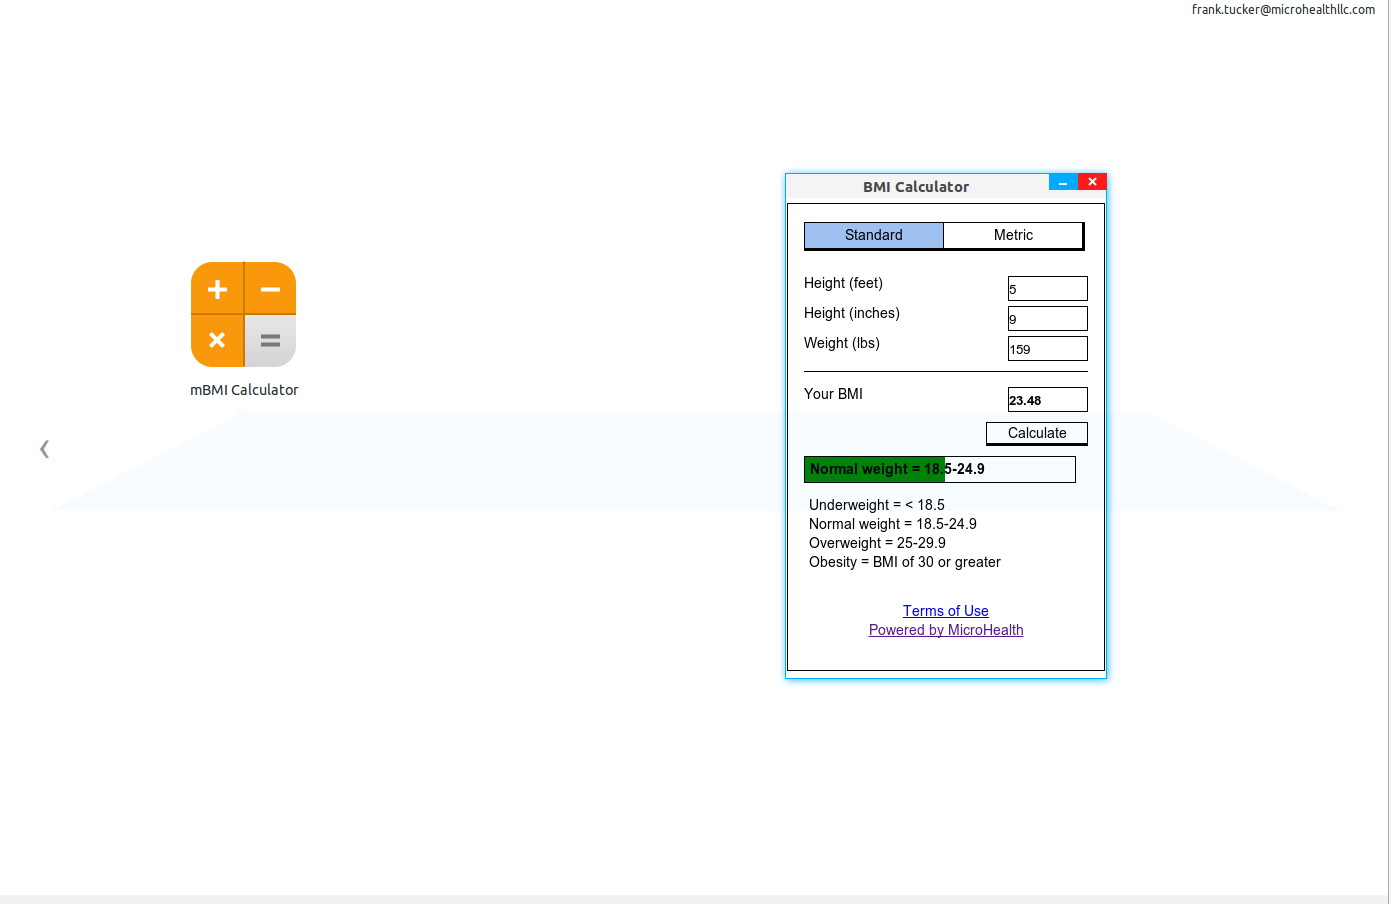 frank.tucker@microhealthllc.com
BMI Calculator
Standard Metric
Height (feet) 5
Height (inches) 9
Weight (lbs) 159
Your BMI 23.48
Calculate
Normal weight = 18.5-24.9
Underweight = < 18.5
Normal weight = 18.5-24.9
Overweight = 25-29.9
Obesity = BMI of 30 or greater
Terms of Use
Powered by MicroHealth
mBMI Calculator